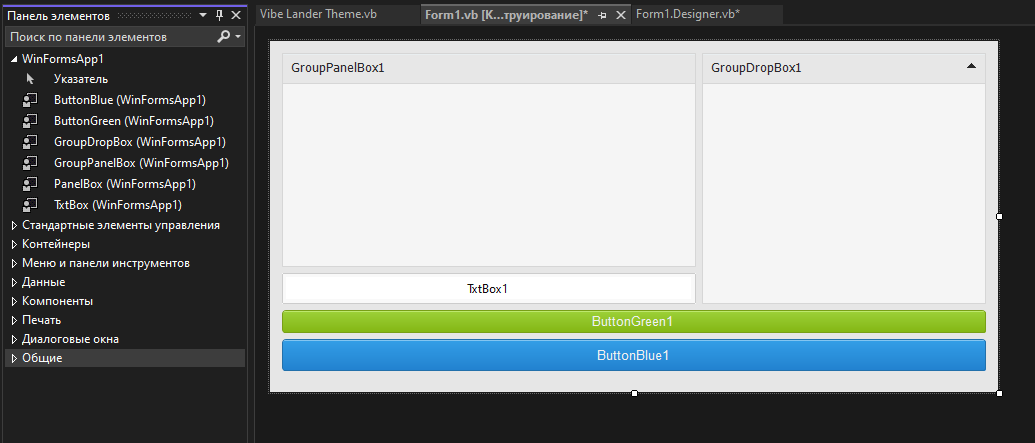 Панель элементов
Поиск по панели элементов
WinFormsApp1
Указатель
ButtonBlue (WinFormsApp1)
ButtonGreen (WinFormsApp1)
GroupDropBox (WinFormsApp1)
GroupPanelBox (WinFormsApp1)
PanelBox (WinFormsApp1)
TxtBox (WinFormsApp1)
Стандартные элементы управления
Контейнеры
Меню и панели инструментов
Данные
Компоненты
Печать
Диалоговые окна
Общие
Vibe Lander Theme.vb
Form1.vb [К...труирование]*
Form1.Designer.vb*
GroupPanelBox1
GroupDropBox1
TxtBox1
ButtonGreen1
ButtonBlue1